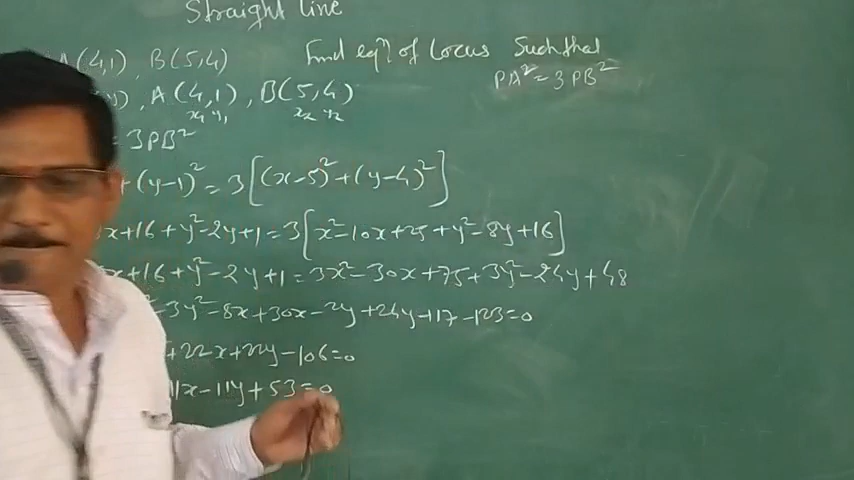 Straight line
A(4,1) B(5,4) Find eqn of locus Such that
PA² = 3PB²
), A(4,1), B(5,4)
x₁ y₁ x₂ y₂
= 3PB²
+(y-1)² = 3[(x-5)²+(y-4)²]
x+16+y²-2y+1=3[x²-10x+25+y²-8y+16]
x+16+y²-2y+1=3x²-30x+75+3y²-24y+48
-3y²-8x+30x-2y+24y+17-123=0
+22x+22y-106=0
11x-11y+53=0